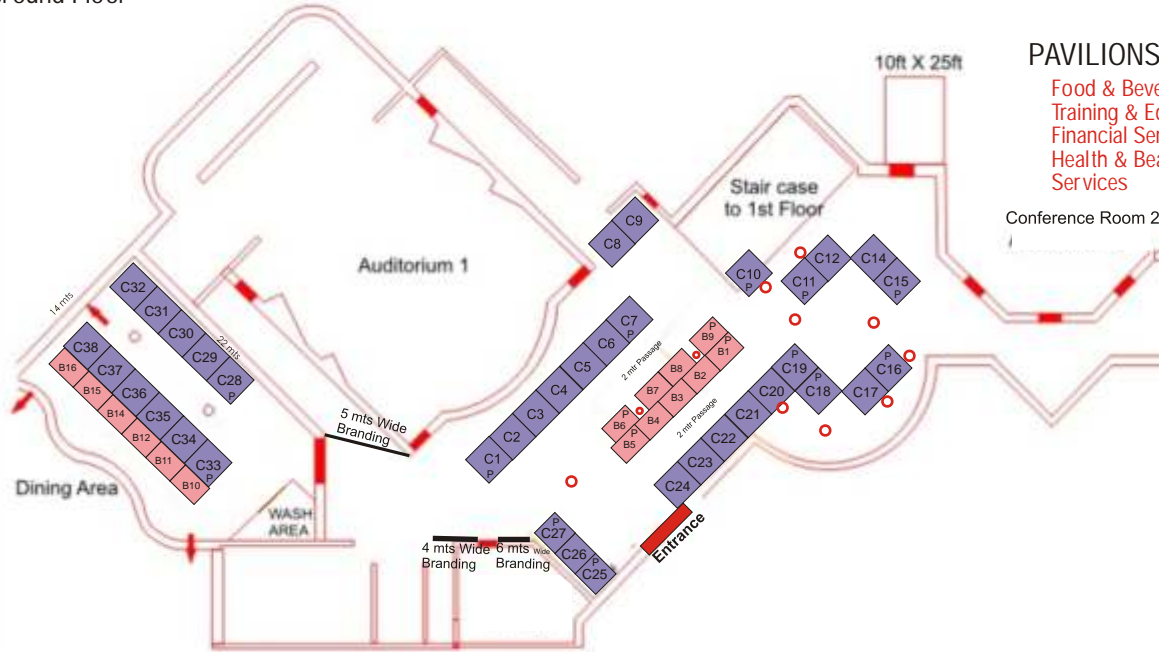 10ft X 25ft
PAVILIONS
Food &
Training &
Financial
Health &
Services
Conference Room 2
Stair case
to 1st Floor
C9
C8
Auditorium 1
C10
P
C12
C11
P
C14
C15
P
14 mts
C32
C31
C30
C29
22 mts
C28
P
C38
C37
C36
C35
C34
C33
P
B16
B15
B14
B12
B11
B10
C7
P
C6
C5
C4
C3
C2
C1
P
2 mtr Passage
P
B9
P
B1
B8
B2
B7
B3
P
B6
B4
P
B5
2 mtr Passage
P
C19
P
C18
C16
P
C17
C20
C21
C22
C23
C24
5 mts Wide
Branding
Dining Area
WASH
AREA
4 mts Wide
Branding
6 mts Wide
Branding
P
C27
C26
P
C25
Entrance